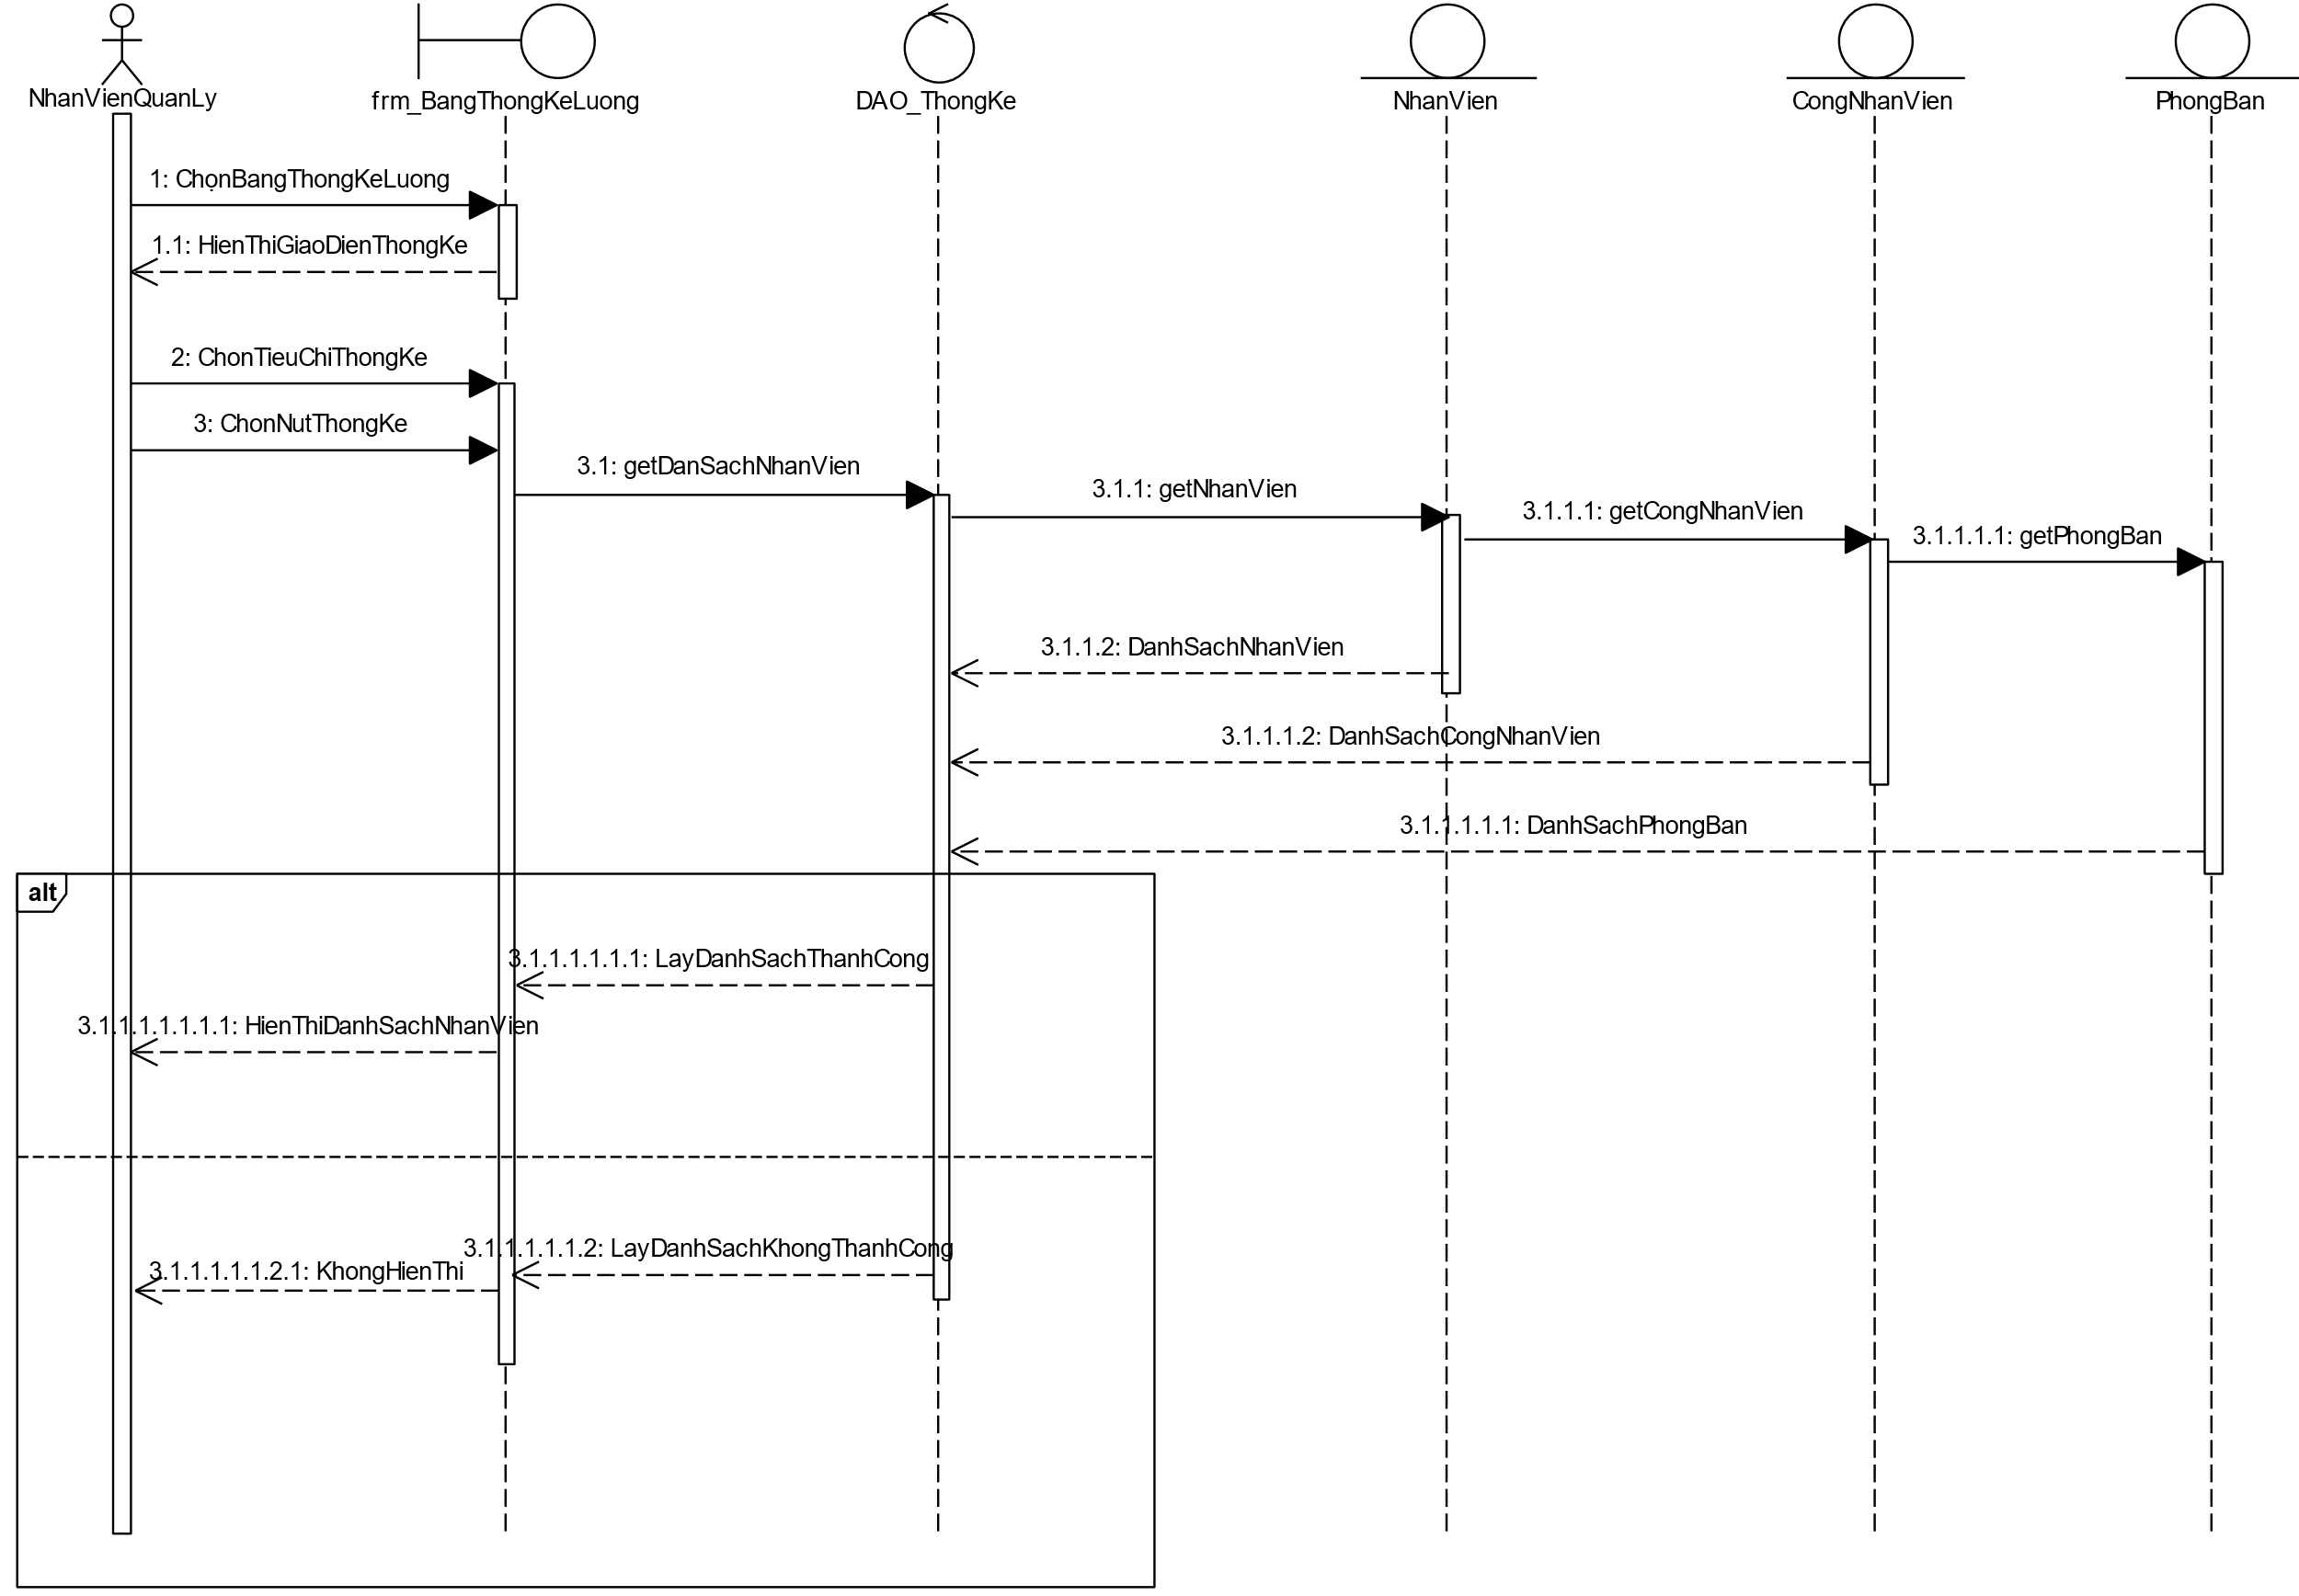 NhanVienQuanLy
frm_BangThongKeLuong
DAO_ThongKe
NhanVien
CongNhanVien
PhongBan
1: ChọnBangThongKeLuong
1.1: HienThiGiaoDienThongKe
2: ChonTieuChiThongKe
3: ChonNutThongKe
3.1: getDanSachNhanVien
3.1.1: getNhanVien
3.1.1.1: getCongNhanVien
3.1.1.1.1: getPhongBan
3.1.1.2: DanhSachNhanVien
3.1.1.1.2: DanhSachCongNhanVien
3.1.1.1.1.1: DanhSachPhongBan
alt
3.1.1.1.1.1.1: LayDanhSachThanhCong
3.1.1.1.1.1.1.1: HienThiDanhSachNhanVien
3.1.1.1.1.1.2: LayDanhSachKhongThanhCong
3.1.1.1.1.1.2.1: KhongHienThi